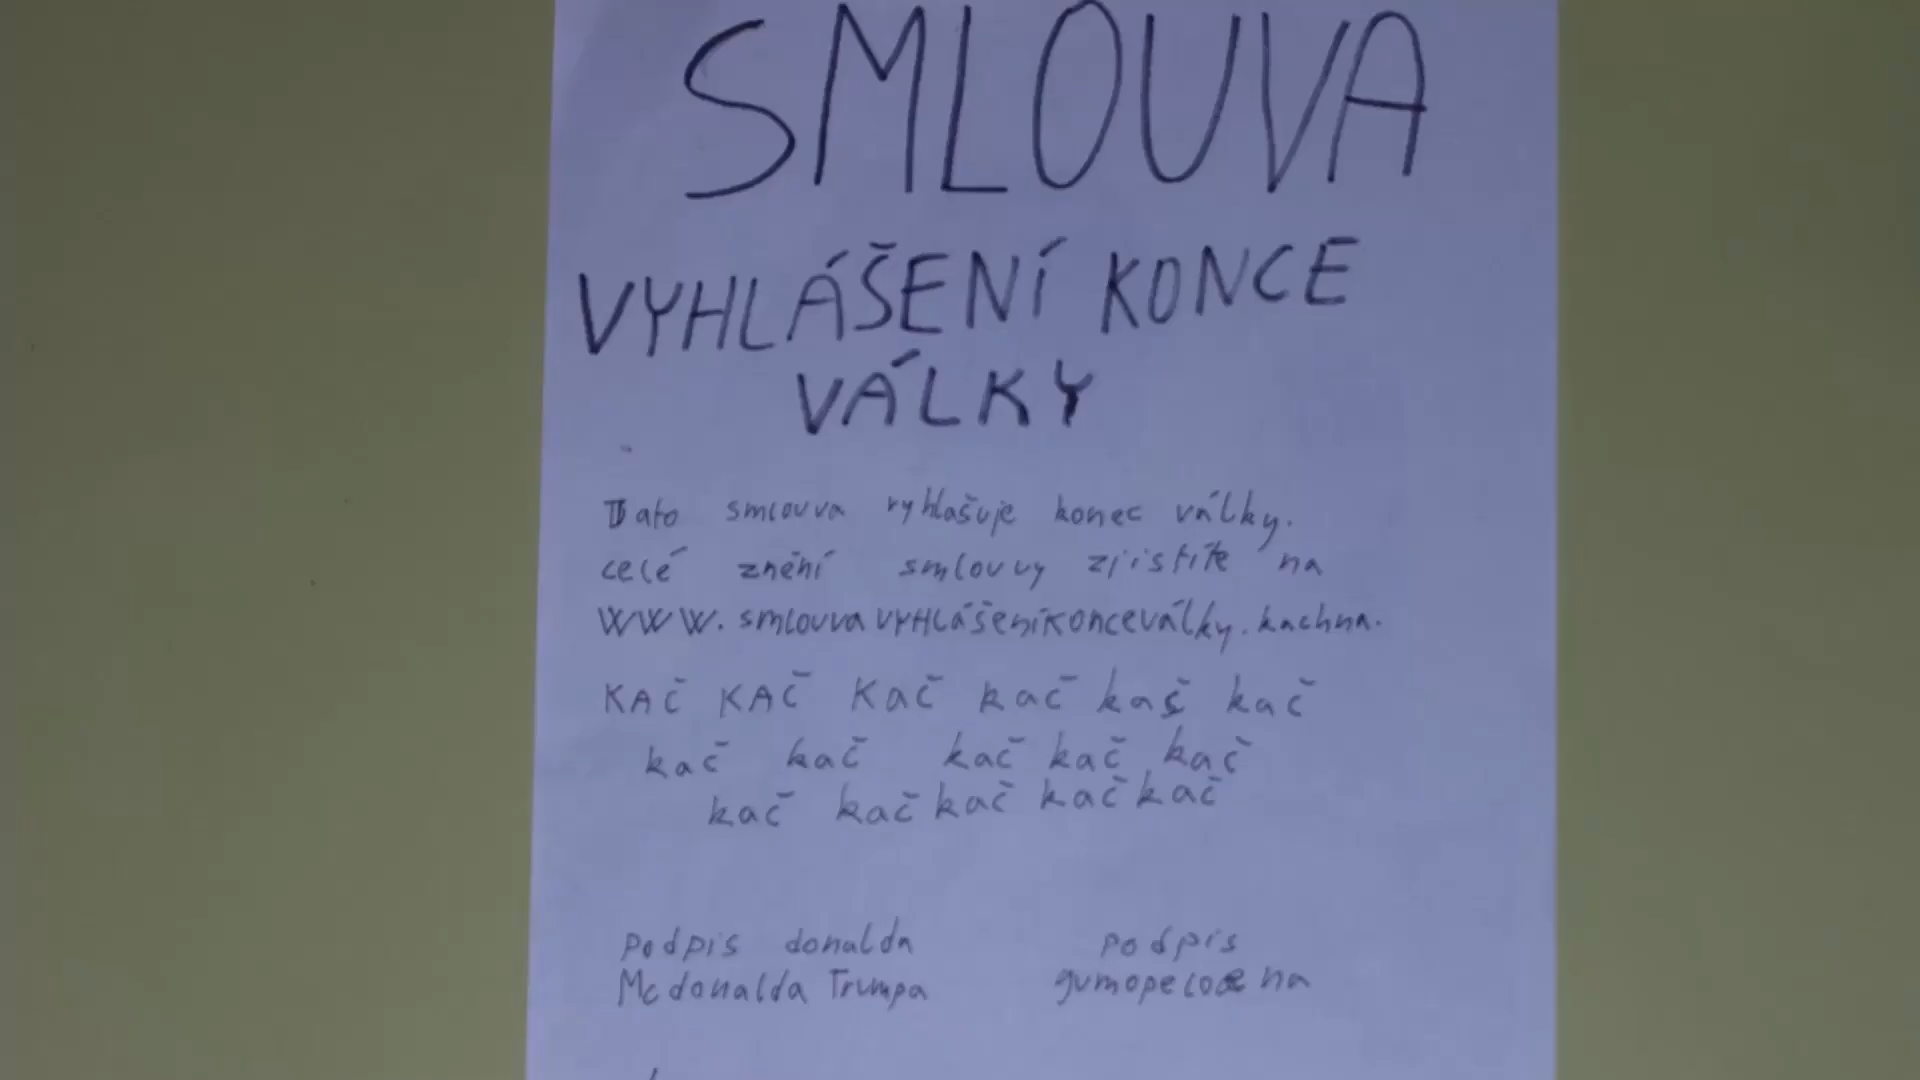 SMLOUVA
VYHLÁŠENÍ KONCE
VÁLKY
Tato smlouva vyhlašuje konec války.
celé znění smlouvy zjistíte na
WWW.smlouvaVYHLášeníkonceválky.kachna.
KAČ KAČ Kač kač kaš kač
kač kač kač kač kač
kač kač kač kač kač
podpis donalda
Mcdonalda Trumpa
podpis